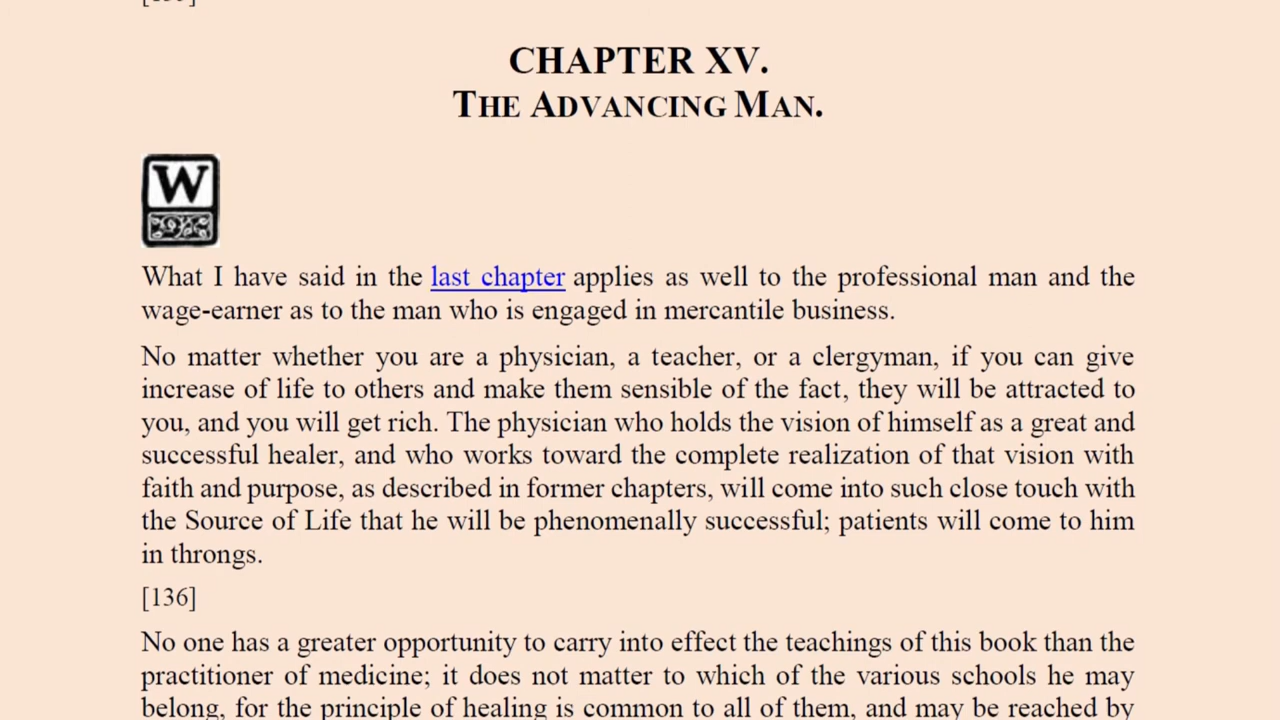 CHAPTER XV.
THE ADVANCING MAN.
W
What I have said in the last chapter applies as well to the professional man and the
wage-earner as to the man who is engaged in mercantile business.
No matter whether you are a physician, a teacher, or a clergyman, if you can give
increase of life to others and make them sensible of the fact, they will be attracted to
you, and you will get rich. The physician who holds the vision of himself as a great and
successful healer, and who works toward the complete realization of that vision with
faith and purpose, as described in former chapters, will come into such close touch with
the Source of Life that he will be phenomenally successful; patients will come to him
in throngs.
[136]
No one has a greater opportunity to carry into effect the teachings of this book than the
practitioner of medicine; it does not matter to which of the various schools he may
belong, for the principle of healing is common to all of them, and may be reached by